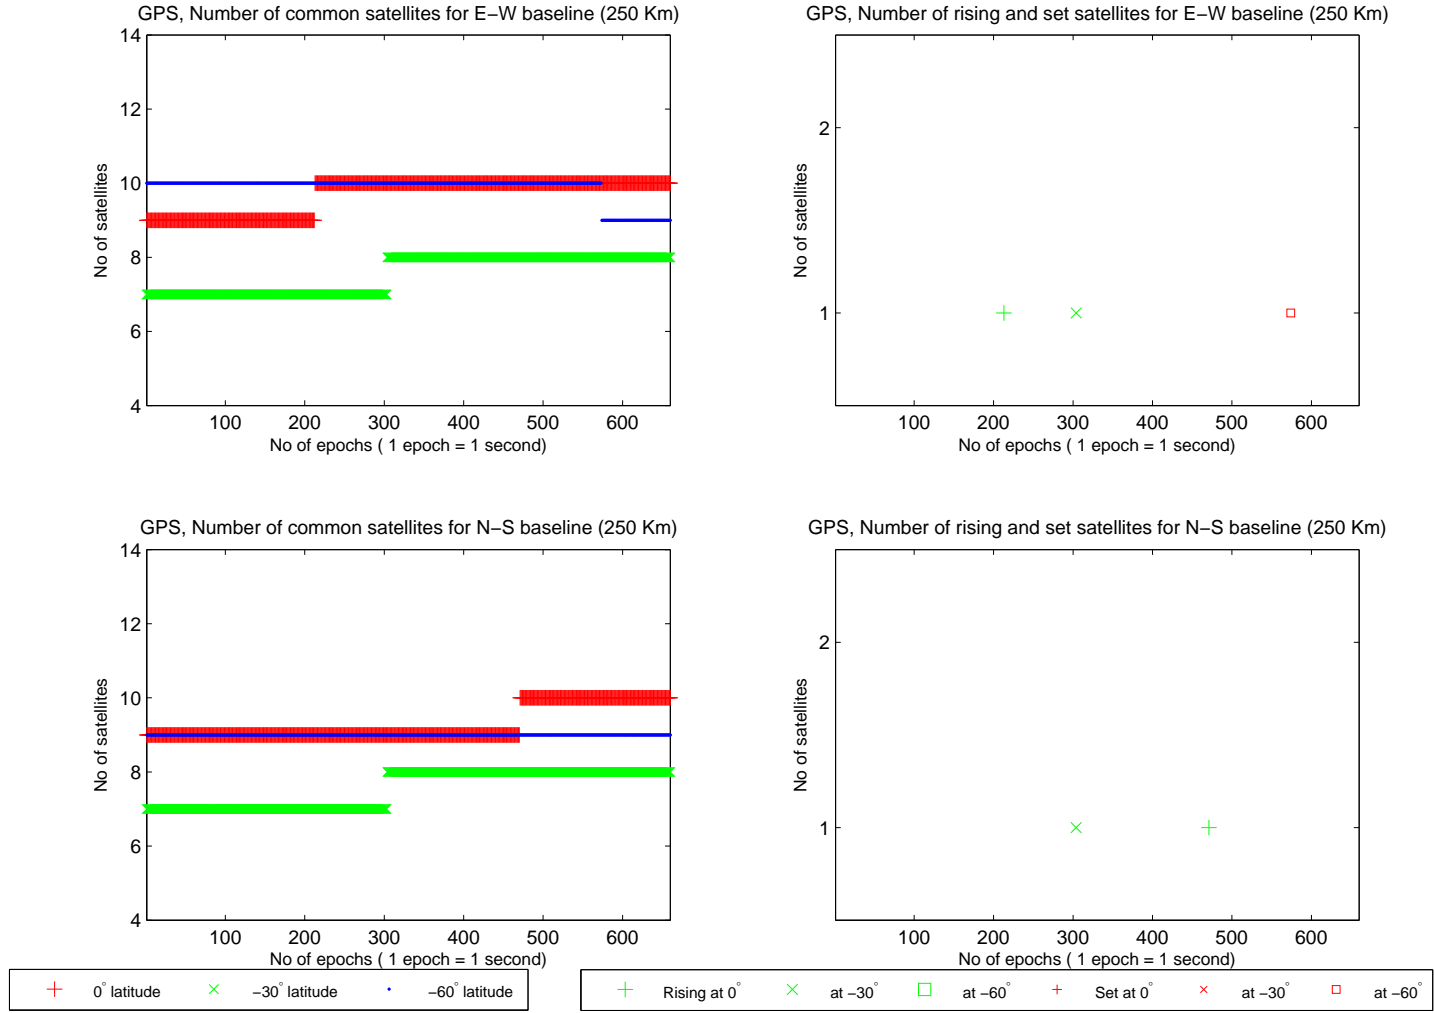 GPS, Number of common satellites for E−W baseline (250 Km)
14
12
10
8
6
4
No of satellites
100 200 300 400 500 600
No of epochs ( 1 epoch = 1 second)
GPS, Number of rising and set satellites for E−W baseline (250 Km)
2
1
No of satellites
100 200 300 400 500 600
No of epochs ( 1 epoch = 1 second)
GPS, Number of common satellites for N−S baseline (250 Km)
14
12
10
8
6
4
No of satellites
100 200 300 400 500 600
No of epochs ( 1 epoch = 1 second)
GPS, Number of rising and set satellites for N−S baseline (250 Km)
2
1
No of satellites
100 200 300 400 500 600
No of epochs ( 1 epoch = 1 second)
0° latitude −30° latitude −60° latitude
Rising at 0° at −30° at −60° Set at 0° at −30° at −60°